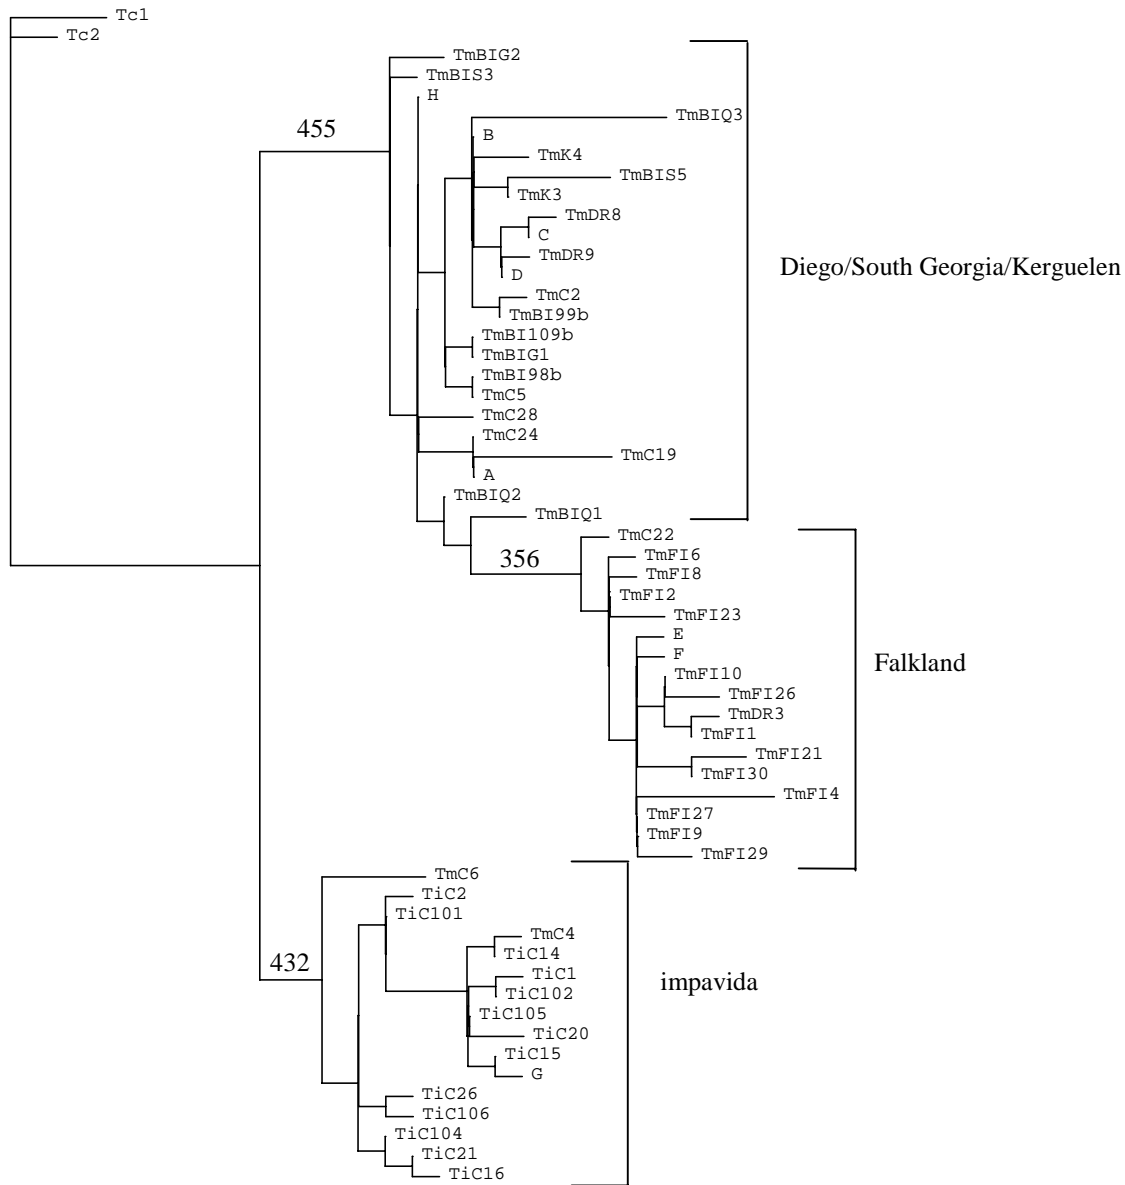 Tc1
Tc2
TmBIG2
TmBIS3
H
TmBIQ3
455
B
TmK4
TmBIS5
TmK3
TmDR8
C
TmDR9
Diego/South Georgia/Kerguelen
D
TmC2
TmBI99b
TmBI109b
TmBIG1
TmBI98b
TmC5
TmC28
TmC24
TmC19
A
TmBIQ2
TmBIQ1
TmC22
356
TmFI6
TmFI8
TmFI2
TmFI23
E
F
Falkland
TmFI10
TmFI26
TmDR3
TmFI1
TmFI21
TmFI30
TmFI4
TmFI27
TmFI9
TmFI29
TmC6
TiC2
TiC101
TmC4
TiC14
432
TiC1
impavida
TiC102
TiC105
TiC20
TiC15
G
TiC26
TiC106
TiC104
TiC21
TiC16